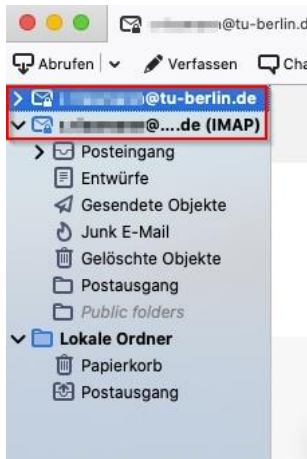 @tu-berlin.d
Abrufen Verfassen Cha
@tu-berlin.de
@....de (IMAP)
Posteingang
Entwürfe
Gesendete Objekte
Junk E-Mail
Gelöschte Objekte
Postausgang
Public folders
Lokale Ordner
Papierkorb
Postausgang